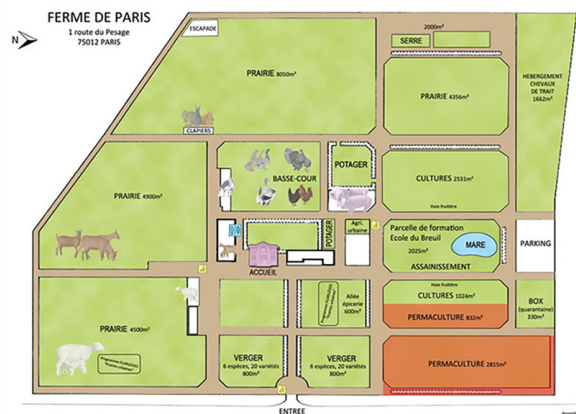 FERME DE PARIS
1 route du Pesage
75012 PARIS
N
ESCAPADE
2000m²
SERRE
PRAIRIE 8050m²
PRAIRIE 4356m²
HEBERGEMENT
CHEVAUX
DE TRAIT
1662m²
CLAPIERS
BASSE-COUR
POTAGER
CULTURES 2531m²
PRAIRIE 4900m²
Haie fruitière
POTAGER
Agri.
urbaine
Parcelle de formation
Ecole du Breuil
2025m²
MARE
ASSAINISSEMENT
PARKING
ACCUEIL
Haie fruitière
CULTURES 1024m²
Allée
épicerie
600m²
PERMACULTURE 832m²
BOX
(quarantaine)
330m²
PRAIRIE 4500m²
VERGER
6 espèces, 20 variétés
800m²
VERGER
6 espèces, 20 variétés
800m²
PERMACULTURE 2815m²
ENTREE